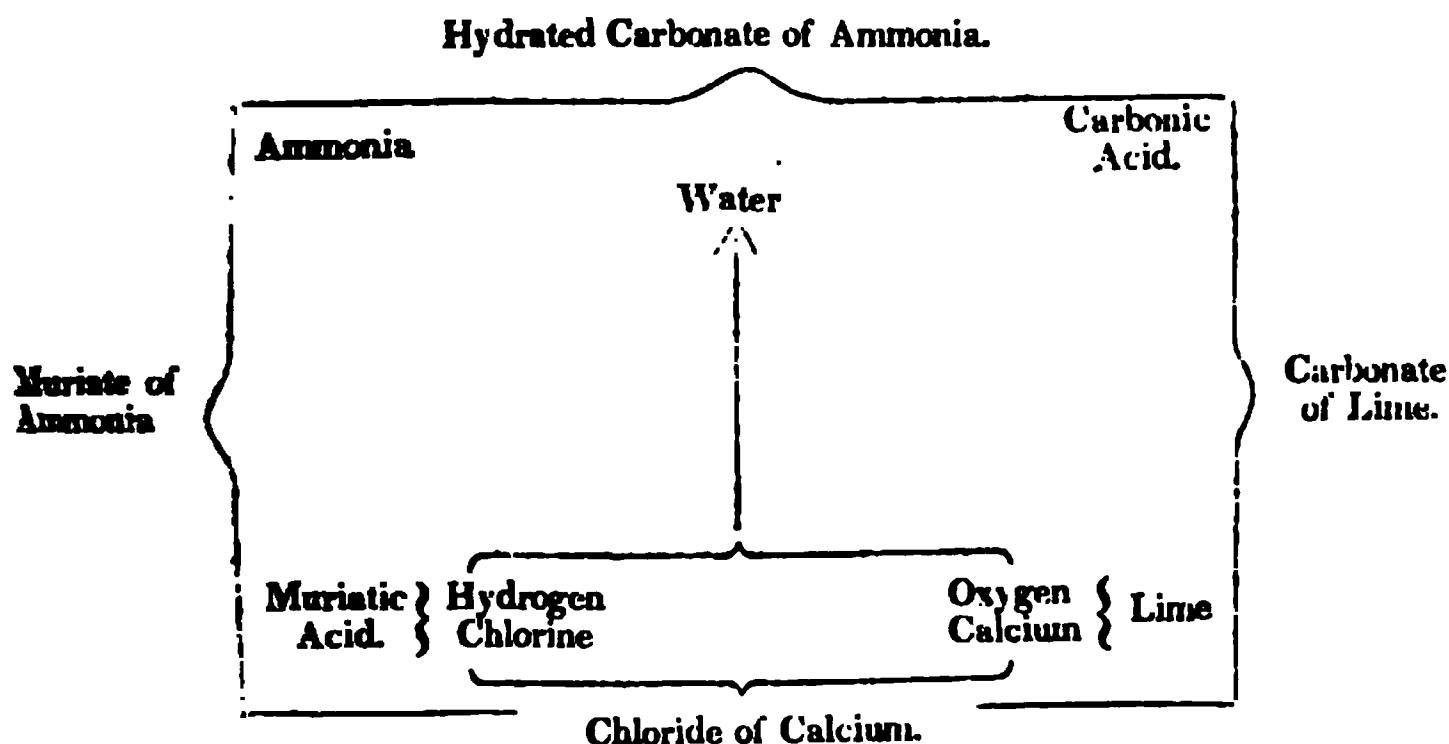 Hydrated Carbonate of Ammonia.
Ammonia
Carbonic
Acid.
Water
Muriate of
Ammonia
Carbonate
of Lime.
Muriatic
Acid.
Hydrogen
Chlorine
Oxygen
Calcium
Lime
Chloride of Calcium.